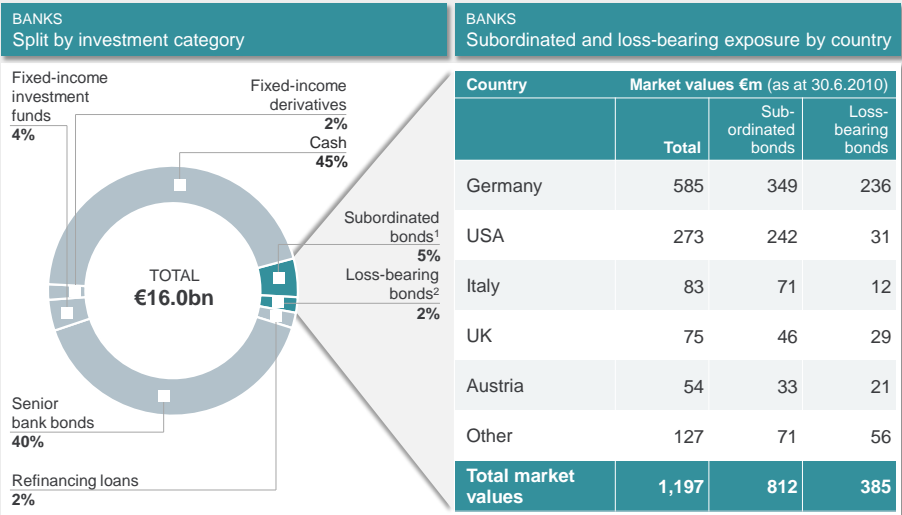 BANKS
Split by investment category
BANKS
Subordinated and loss-bearing exposure by country
Fixed-income
investment
funds
4%
Fixed-income
derivatives
2%
Cash
45%
Subordinated
bonds¹
5%
Loss-bearing
bonds²
2%
TOTAL
€16.0bn
Senior
bank bonds
40%
Refinancing loans
2%
Country Market values €m (as at 30.6.2010)
Total Sub-
ordinated
bonds Loss-
bearing
bonds
Germany 585 349 236
USA 273 242 31
Italy 83 71 12
UK 75 46 29
Austria 54 33 21
Other 127 71 56
Total market
values 1,197 812 385